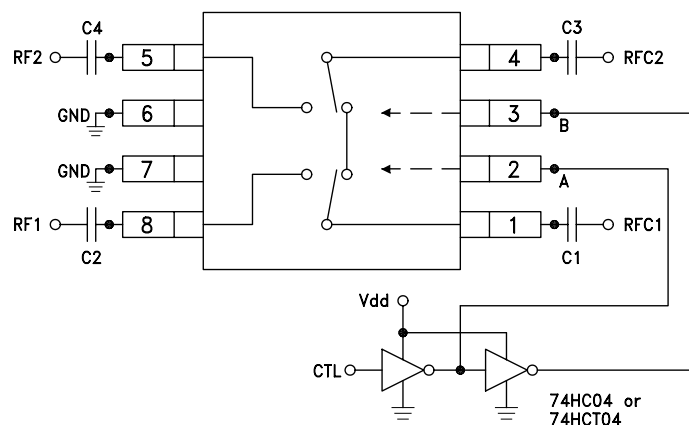 C4
C3
RF2
5
4
RFC2
GND
6
3
B
GND
7
2
A
RF1
8
1
RFC1
C2
C1
Vdd
CTL
74HC04 or
74HCT04